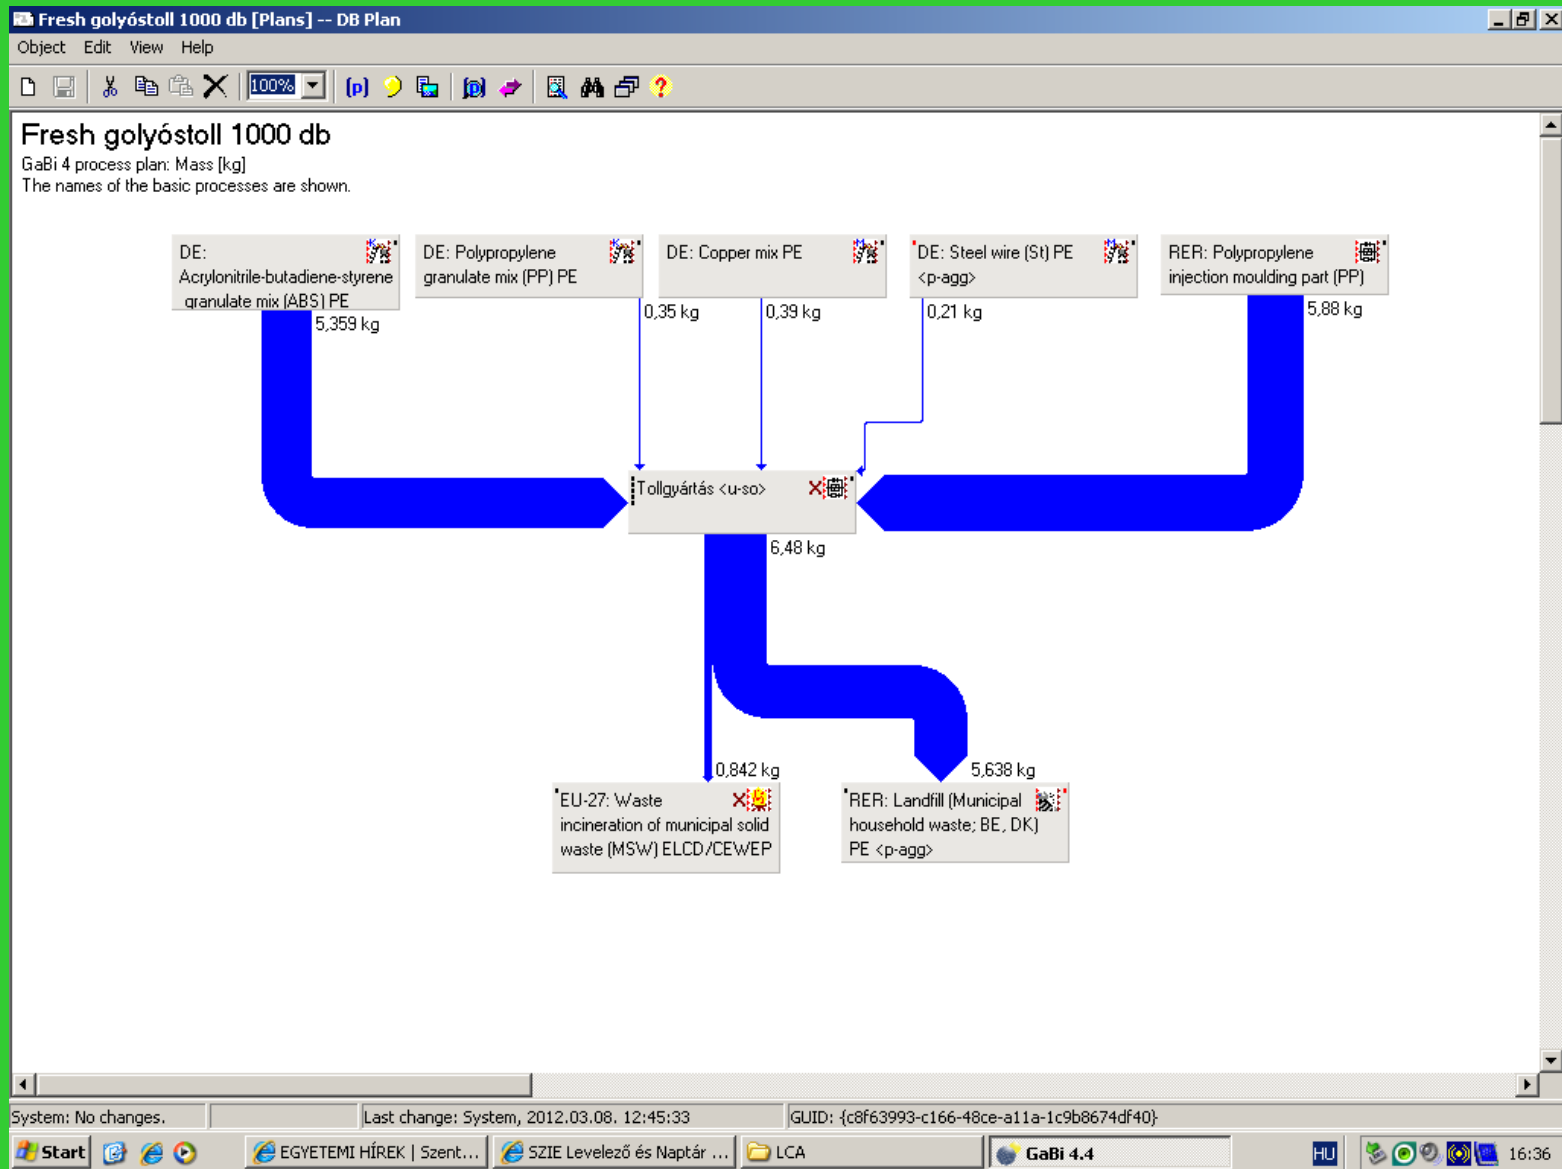 Fresh golyóstoll 1000 db [Plans] -- DB Plan
Object Edit View Help
100%
Fresh golyóstoll 1000 db
GaBi 4 process plan: Mass [kg]
The names of the basic processes are shown.
DE:
Acrylonitrile-butadiene-styrene
granulate mix (ABS) PE
DE: Polypropylene
granulate mix (PP) PE
DE: Copper mix PE
DE: Steel wire (St) PE
<p-agg>
RER: Polypropylene
injection moulding part (PP)
5,359 kg
0,35 kg
0,39 kg
0,21 kg
5,88 kg
Tollgyártás <u-so>
6,48 kg
0,842 kg
5,638 kg
EU-27: Waste
incineration of municipal solid
waste (MSW) ELCD/CEWEP
RER: Landfill (Municipal
household waste; BE, DK)
PE <p-agg>
System: No changes.
Last change: System, 2012.03.08. 12:45:33
GUID: {c8f63993-c166-48ce-a11a-1c9b8674df40}
Start
EGYETEMI HÍREK | Szent...
SZIE Levelező és Naptár ...
LCA
GaBi 4.4
HU
16:36